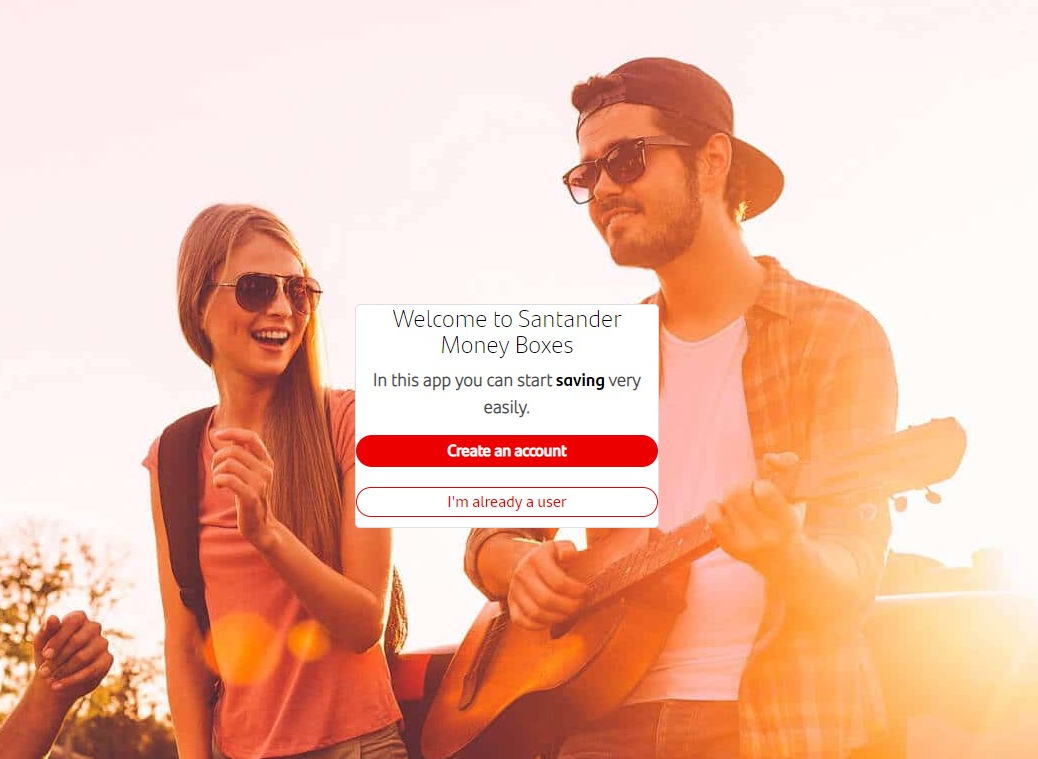 Welcome to Santander
Money Boxes
In this app you can start saving very
easily.
Create an account
I'm already a user